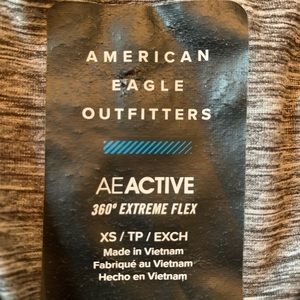 AMERICAN
EAGLE
OUTFITTERS
AEACTIVE
360° EXTREME FLEX
XS / TP / EXCH
Made in Vietnam
Fabriqué au Vietnam
Hecho en Vietnam